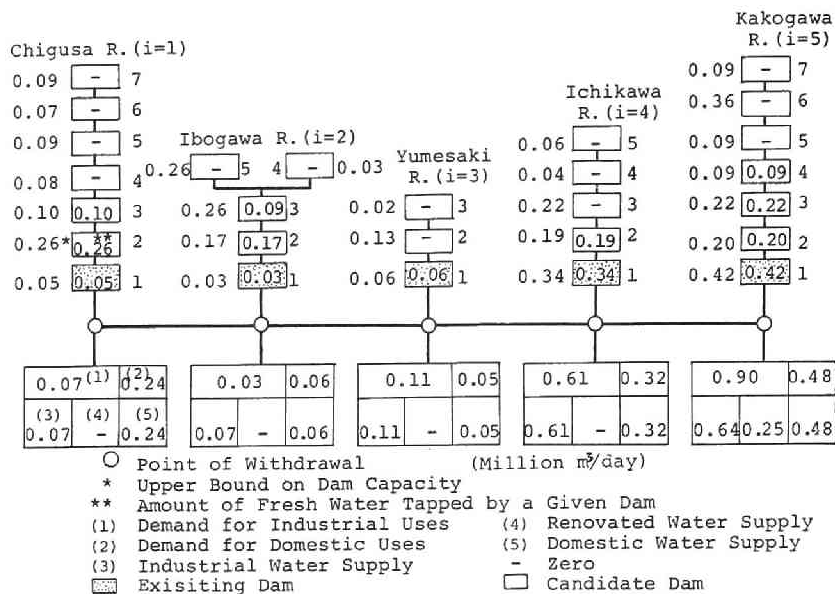 Chigusa R.(i=1)
0.09 - 7
0.07 - 6
0.09 - 5
0.08 - 4
0.10 0.10 3
0.26* 0.26** 2
0.05 0.05 1
Ibogawa R.(i=2)
0.26 - 5 4 - 0.03
0.26 0.09 3
0.17 0.17 2
0.03 0.03 1
Yumesaki
R.(i=3)
0.02 - 3
0.13 - 2
0.06 0.06 1
Ichikawa
R.(i=4)
0.06 - 5
0.04 - 4
0.22 - 3
0.19 0.19 2
0.34 0.34 1
Kakogawa
R.(i=5)
0.09 - 7
0.36 - 6
0.09 - 5
0.09 0.09 4
0.22 0.22 3
0.20 0.20 2
0.42 0.42 1
0.07 (1) (2) 0.24
(3) (4) (5)
0.07 - 0.24
0.03 0.06
0.07 - 0.06
0.11 0.05
0.11 - 0.05
0.61 0.32
0.61 - 0.32
0.90 0.48
0.64 0.25 0.48
Point of Withdrawal (Million m³/day)
* Upper Bound on Dam Capacity
** Amount of Fresh Water Tapped by a Given Dam
(1) Demand for Industrial Uses (4) Renovated Water Supply
(2) Demand for Domestic Uses (5) Domestic Water Supply
(3) Industrial Water Supply - Zero
Exisiting Dam Candidate Dam